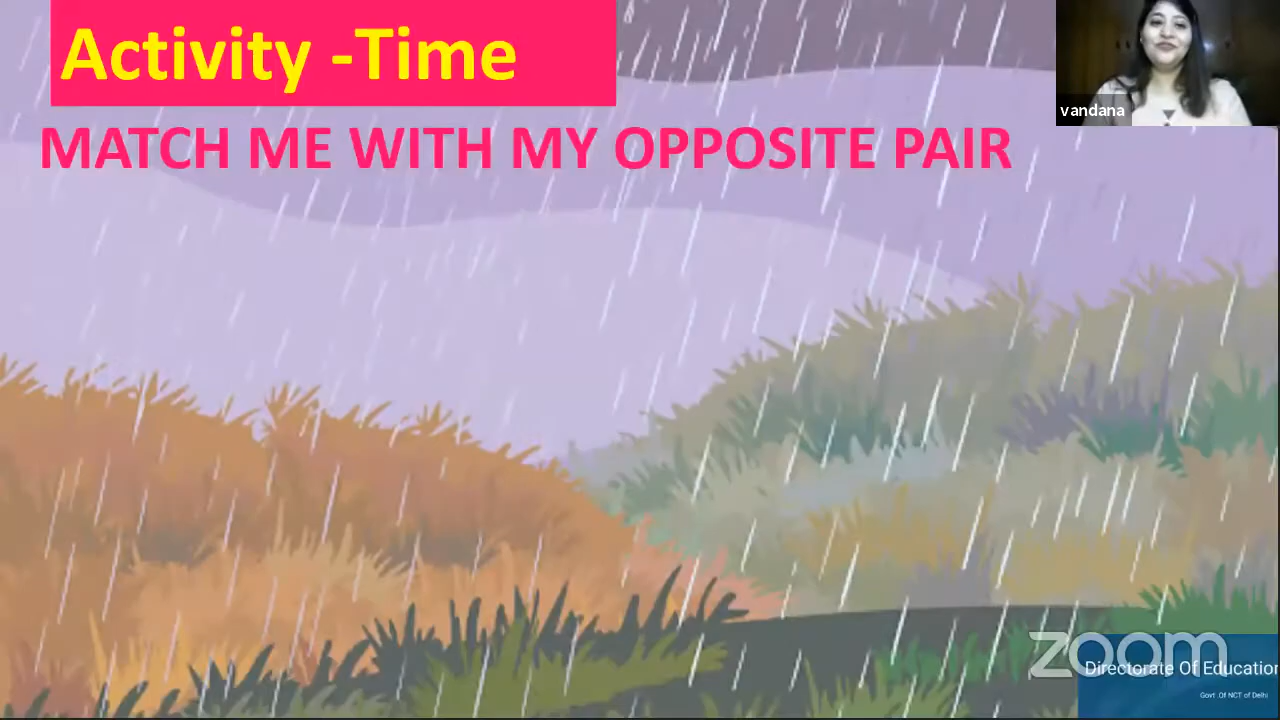 Activity -Time
MATCH ME WITH MY OPPOSITE PAIR
vandana
zoom
Directorate Of Education
Govt. Of NCT of Delhi